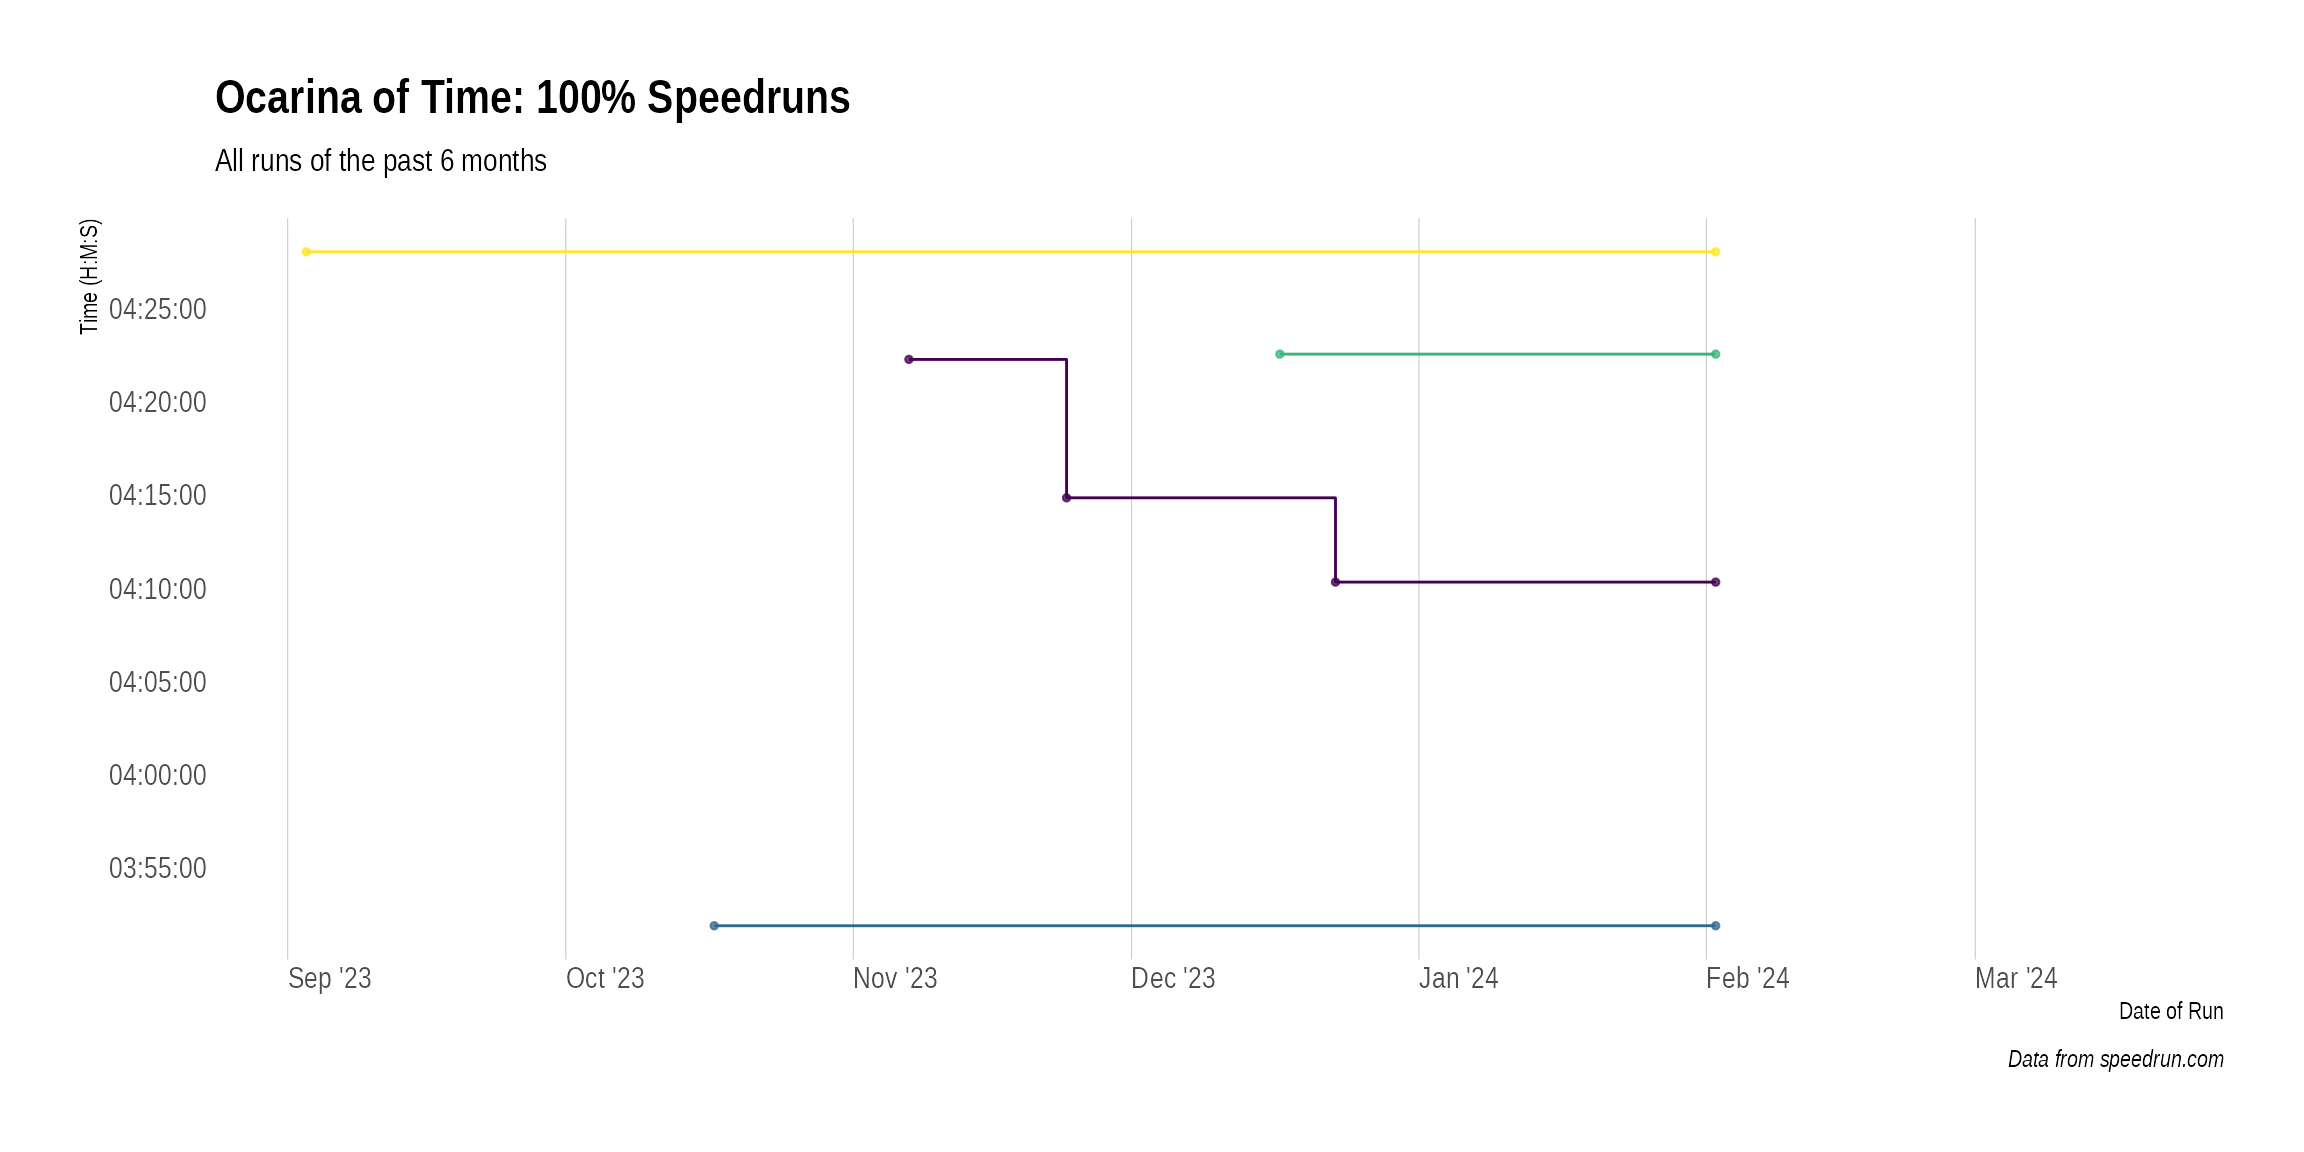 Ocarina of Time: 100% Speedruns
All runs of the past 6 months
Time (H:M:S)
04:25:00
04:20:00
04:15:00
04:10:00
04:05:00
04:00:00
03:55:00
Sep '23 Oct '23 Nov '23 Dec '23 Jan '24 Feb '24 Mar '24
Date of Run
Data from speedrun.com